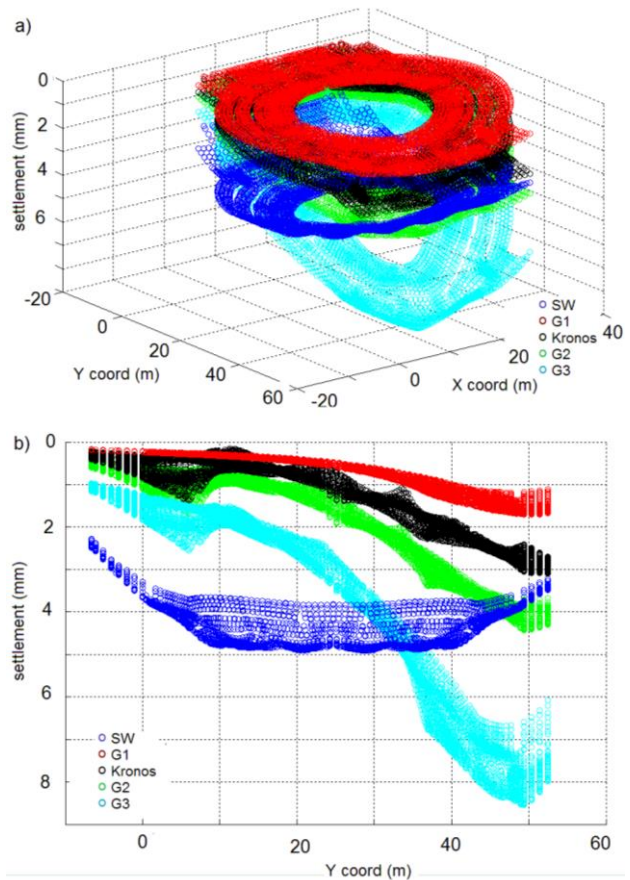 a)
0
2
4
6
settlement (mm)
-20
0
20
40
60
Y coord (m)
-20
0
20
40
X coord (m)
SW
G1
Kronos
G2
G3
b)
0
2
4
6
8
settlement (mm)
SW
G1
Kronos
G2
G3
0
20
40
60
Y coord (m)